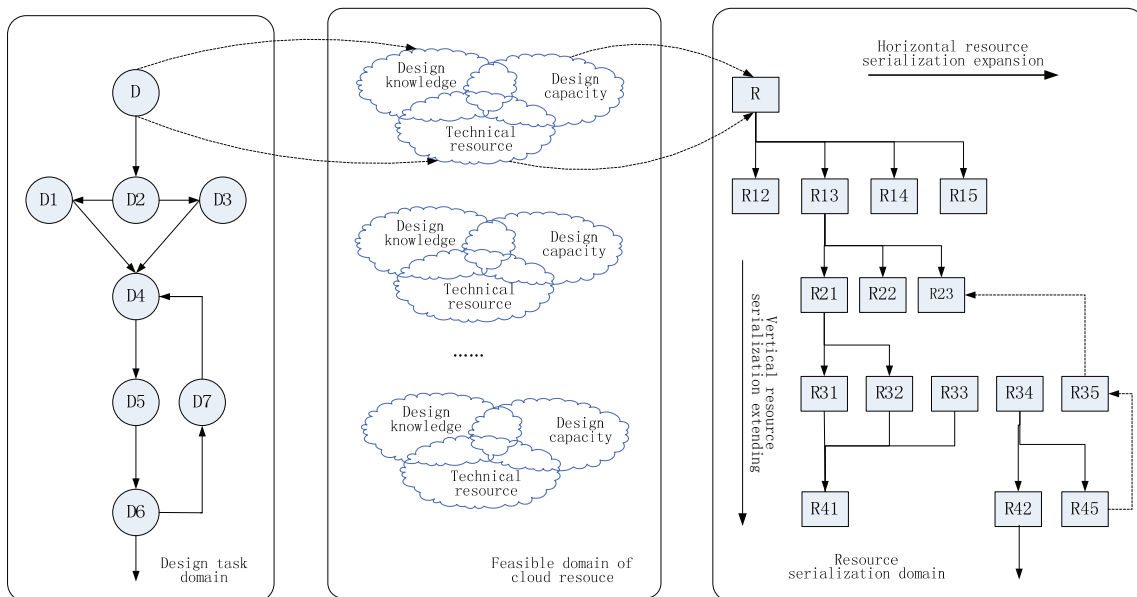 D
D1
D2
D3
D4
D5
D7
D6
Design task
domain
Design
knowledge
Design
capacity
Technical
resource
Design
knowledge
Design
capacity
Technical
resource
......
Design
knowledge
Design
capacity
Technical
resource
Feasible domain of
cloud resouce
Horizontal resource
serialization expansion
R
R12
R13
R14
R15
Vertical resource
serialization extending
R21
R22
R23
R31
R32
R33
R34
R35
R41
R42
R45
Resource
serialization domain